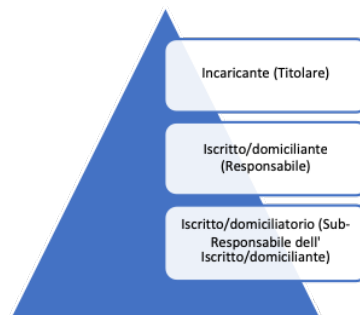 Incaricante (Titolare)
Iscritto/domiciliante
(Responsabile)
Iscritto/domiciliatorio (Sub-
Responsabile dell'
Iscritto/domiciliante)